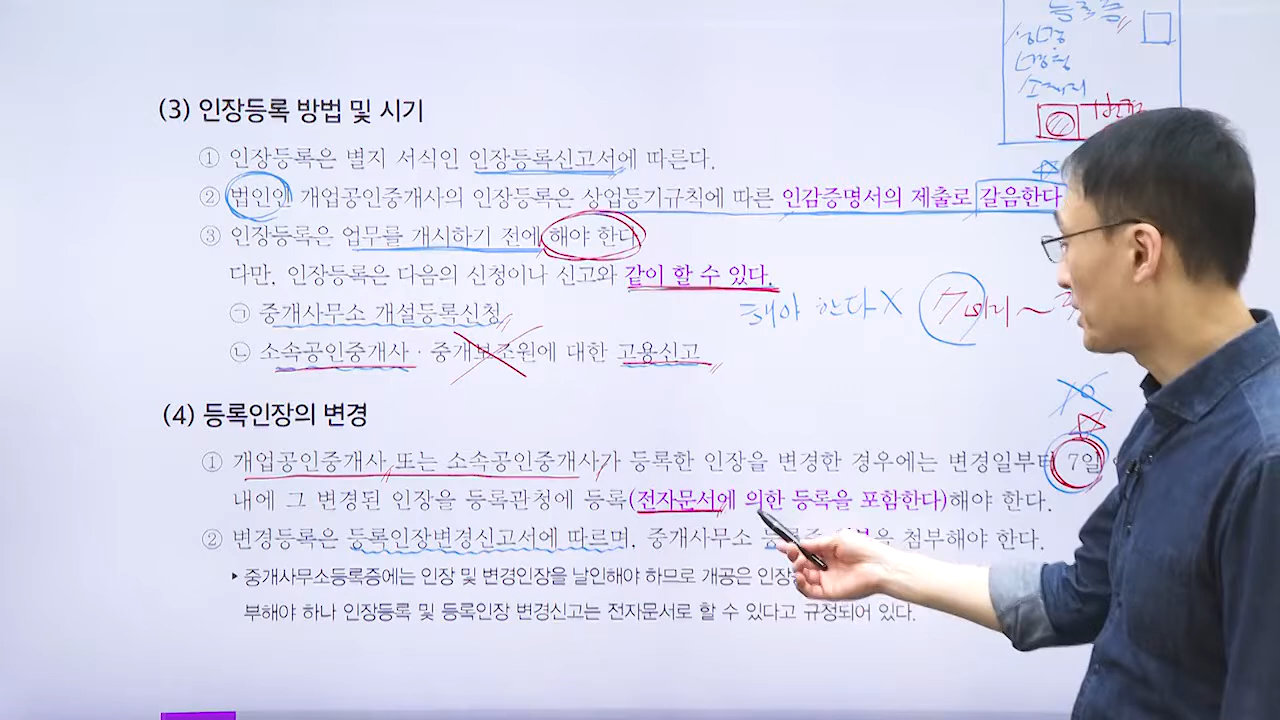 등록증
성명
소재지
(3) 인장등록 방법 및 시기
① 인장등록은 별지 서식인 인장등록신고서에 따른다.
② 법인인 개업공인중개사의 인장등록은 상업등기규칙에 따른 인감증명서의 제출로 갈음한다
③ 인장등록은 업무를 개시하기 전에 해야 한다
다만, 인장등록은 다음의 신청이나 신고와 같이 할 수 있다.
해야 한다 X 7
㉠ 중개사무소 개설등록신청
㉡ 소속공인중개사·중개보조원에 대한 고용신고
10
(4) 등록인장의 변경
① 개업공인중개사 또는 소속공인중개사가 등록한 인장을 변경한 경우에는 변경일부터 7일
내에 그 변경된 인장을 등록관청에 등록(전자문서에 의한 등록을 포함한다)해야 한다.
② 변경등록은 등록인장변경신고서에 따르며, 중개사무소 을 첨부해야 한다.
▸ 중개사무소등록증에는 인장 및 변경인장을 날인해야 하므로 개공은
부해야 하나 인장등록 및 등록인장 변경신고는 전자문서로 할 수 있다고 규정되어 있다.